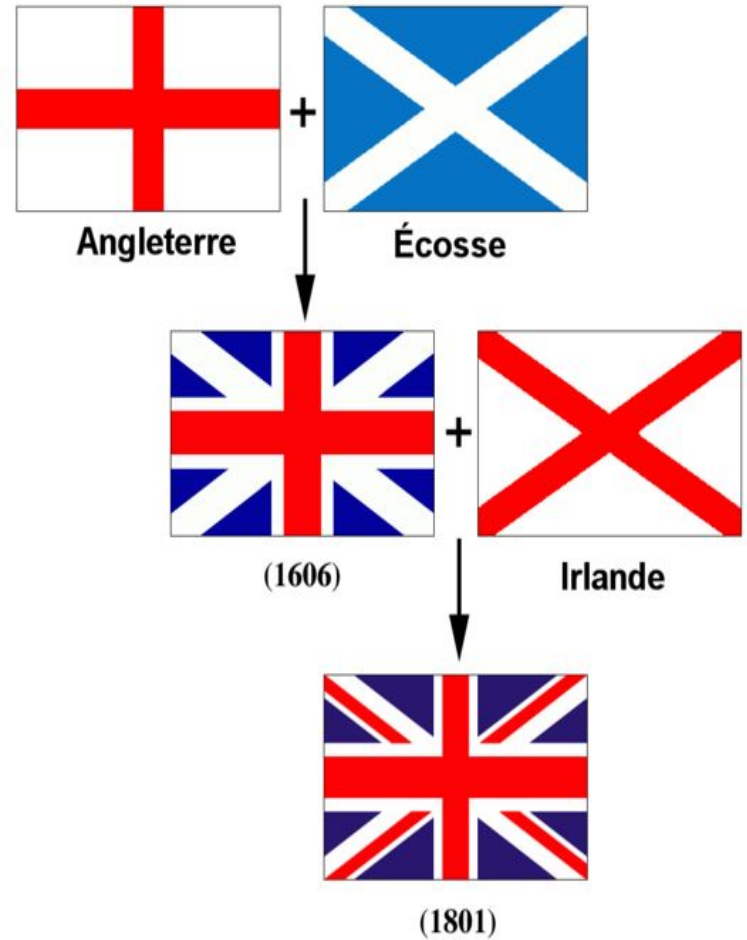 +
Angleterre
Écosse
+
(1606)
Irlande
(1801)